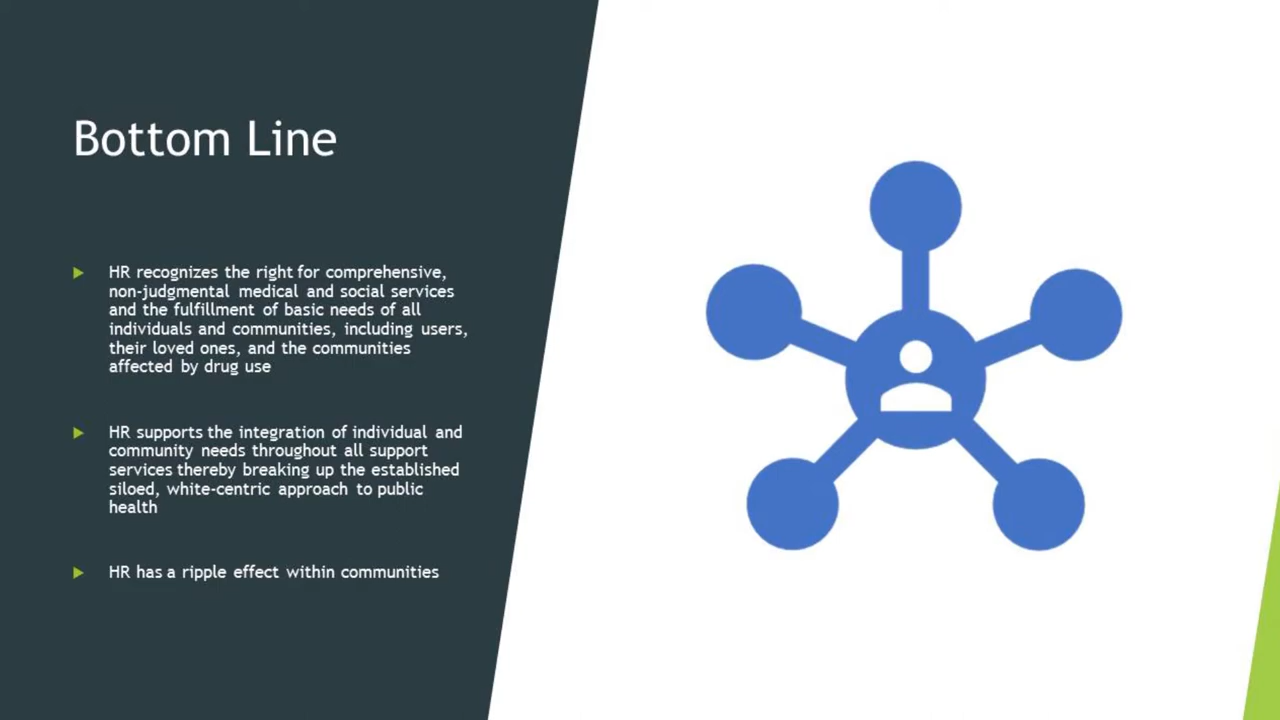 Bottom Line
HR recognizes the right for comprehensive,
non-judgmental medical and social services
and the fulfillment of basic needs of all
individuals and communities, including users,
their loved ones, and the communities
affected by drug use
HR supports the integration of individual and
community needs throughout all support
services thereby breaking up the established
siloed, white-centric approach to public
health
HR has a ripple effect within communities